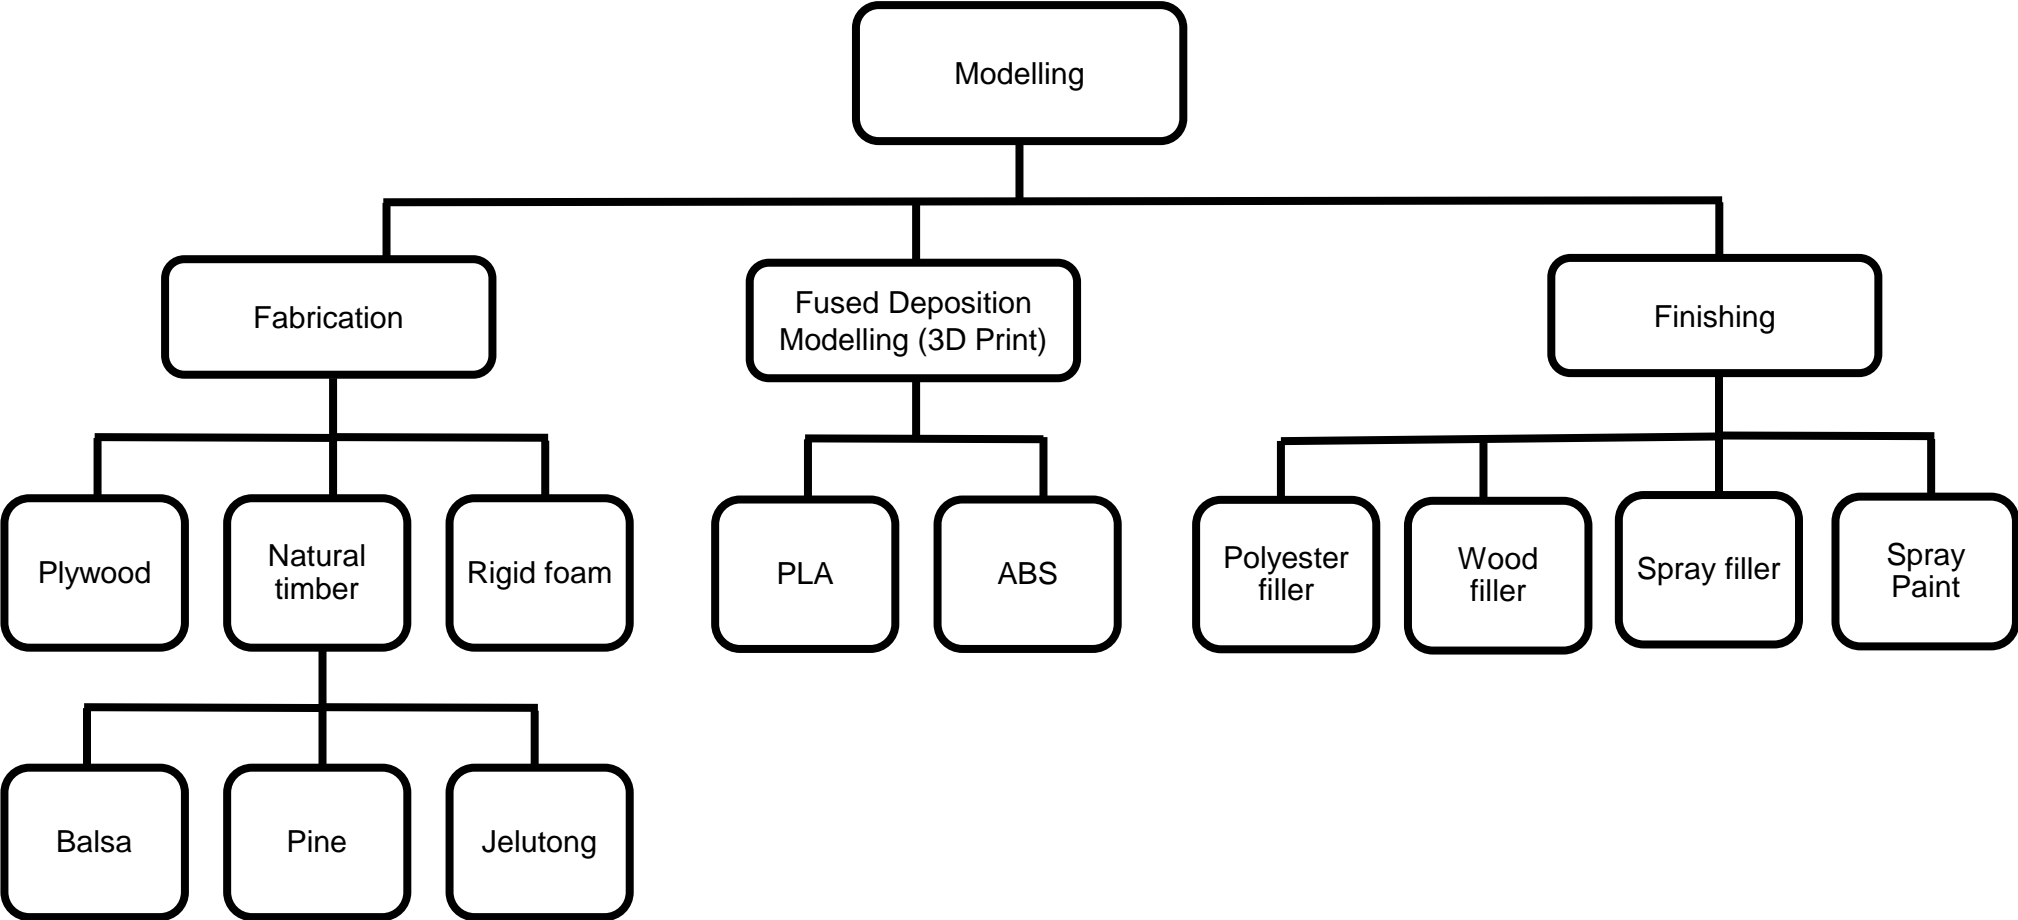 Modelling
Fabrication
Fused Deposition
Modelling (3D Print)
Finishing
Plywood
Natural
timber
Rigid foam
PLA
ABS
Polyester
filler
Wood
filler
Spray filler
Spray
Paint
Balsa
Pine
Jelutong